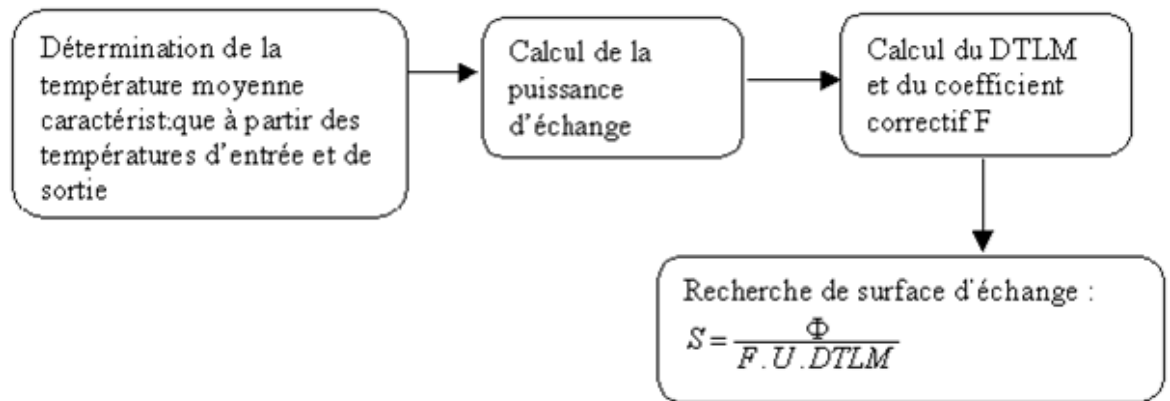 Détermination de la
température moyenne
caractérist:que à partir des
températures d'entrée et de
sortie
Calcul de la
puissance
d'échange
Calcul du DTLM
et du coefficient
correctif F
Recherche de surface d'échange :
S = Φ / F . U . DTLM